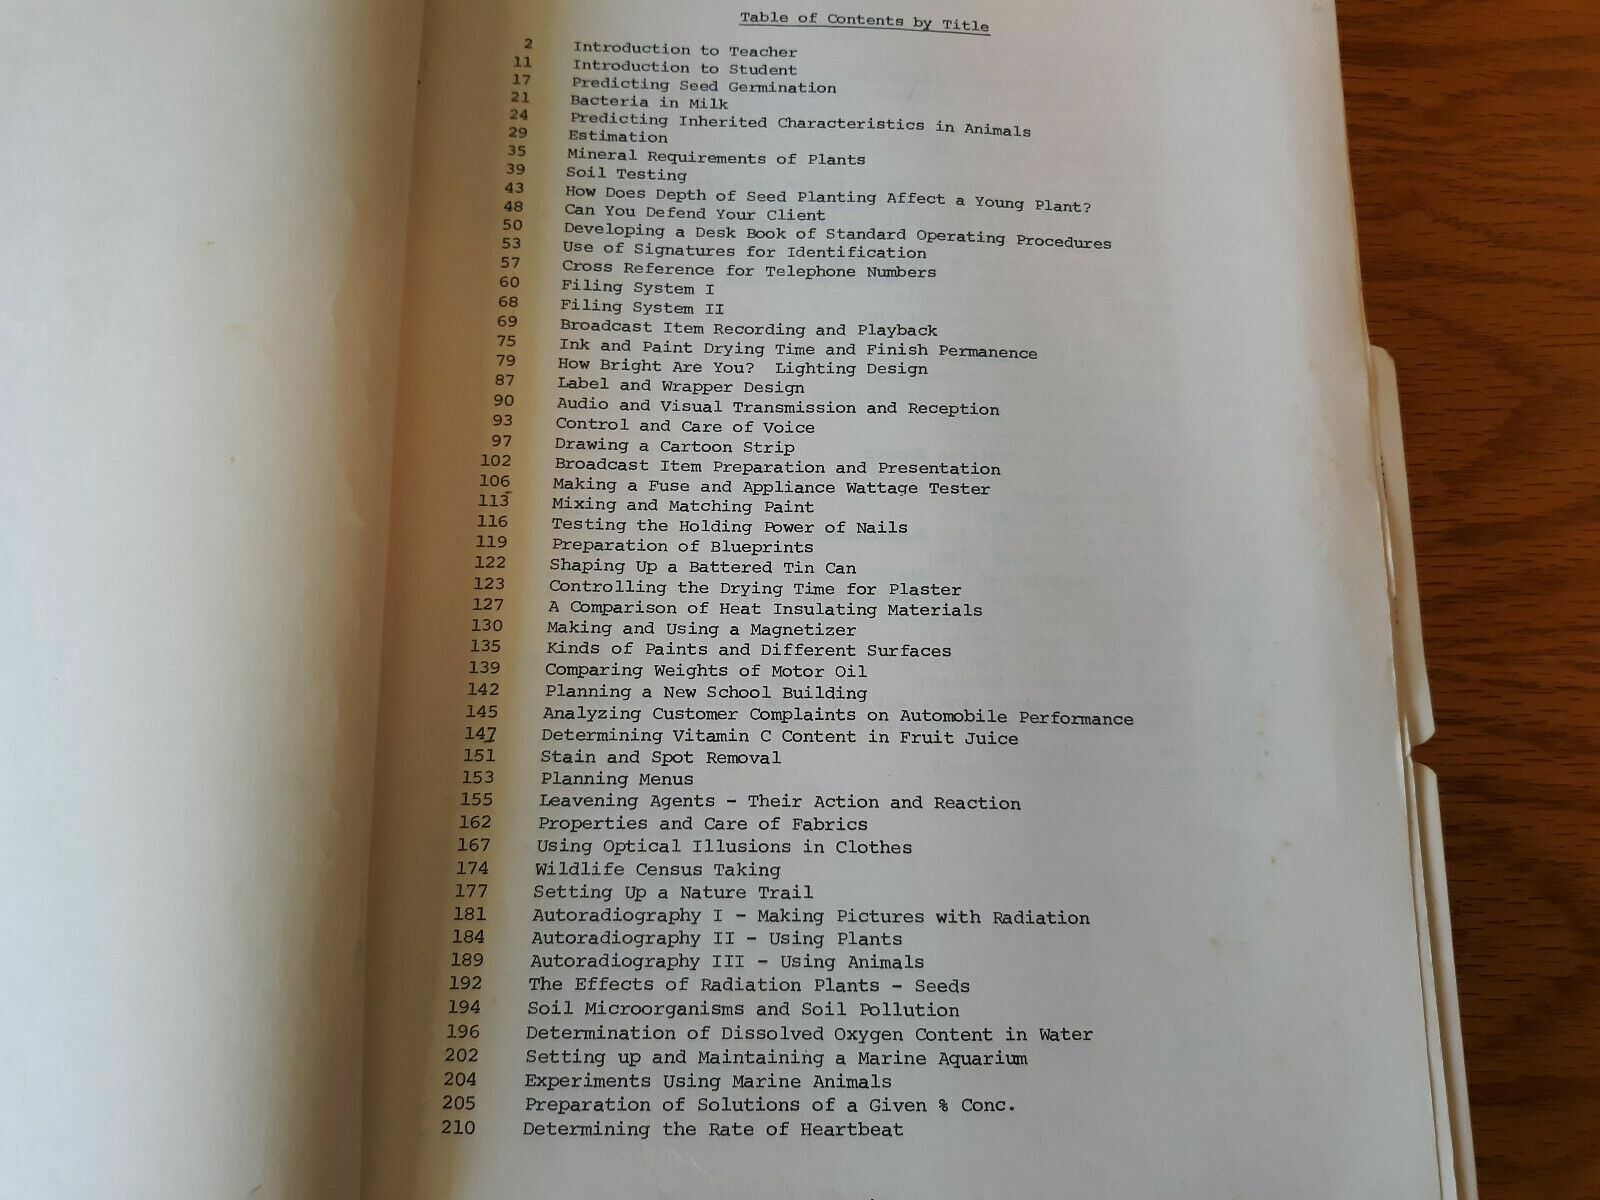 Table of Contents by Title
2 Introduction to Teacher
11 Introduction to Student
17 Predicting Seed Germination
21 Bacteria in Milk
24 Predicting Inherited Characteristics in Animals
29 Estimation
35 Mineral Requirements of Plants
39 Soil Testing
43 How Does Depth of Seed Planting Affect a Young Plant?
48 Can You Defend Your Client
50 Developing a Desk Book of Standard Operating Procedures
53 Use of Signatures for Identification
57 Cross Reference for Telephone Numbers
60 Filing System I
68 Filing System II
69 Broadcast Item Recording and Playback
75 Ink and Paint Drying Time and Finish Permanence
79 How Bright Are You? Lighting Design
87 Label and Wrapper Design
90 Audio and Visual Transmission and Reception
93 Control and Care of Voice
97 Drawing a Cartoon Strip
102 Broadcast Item Preparation and Presentation
106 Making a Fuse and Appliance Wattage Tester
113 Mixing and Matching Paint
116 Testing the Holding Power of Nails
119 Preparation of Blueprints
122 Shaping Up a Battered Tin Can
123 Controlling the Drying Time for Plaster
127 A Comparison of Heat Insulating Materials
130 Making and Using a Magnetizer
135 Kinds of Paints and Different Surfaces
139 Comparing Weights of Motor Oil
142 Planning a New School Building
145 Analyzing Customer Complaints on Automobile Performance
147 Determining Vitamin C Content in Fruit Juice
151 Stain and Spot Removal
153 Planning Menus
155 Leavening Agents - Their Action and Reaction
162 Properties and Care of Fabrics
167 Using Optical Illusions in Clothes
174 Wildlife Census Taking
177 Setting Up a Nature Trail
181 Autoradiography I - Making Pictures with Radiation
184 Autoradiography II - Using Plants
189 Autoradiography III - Using Animals
192 The Effects of Radiation Plants - Seeds
194 Soil Microorganisms and Soil Pollution
196 Determination of Dissolved Oxygen Content in Water
202 Setting up and Maintaining a Marine Aquarium
204 Experiments Using Marine Animals
205 Preparation of Solutions of a Given % Conc.
210 Determining the Rate of Heartbeat